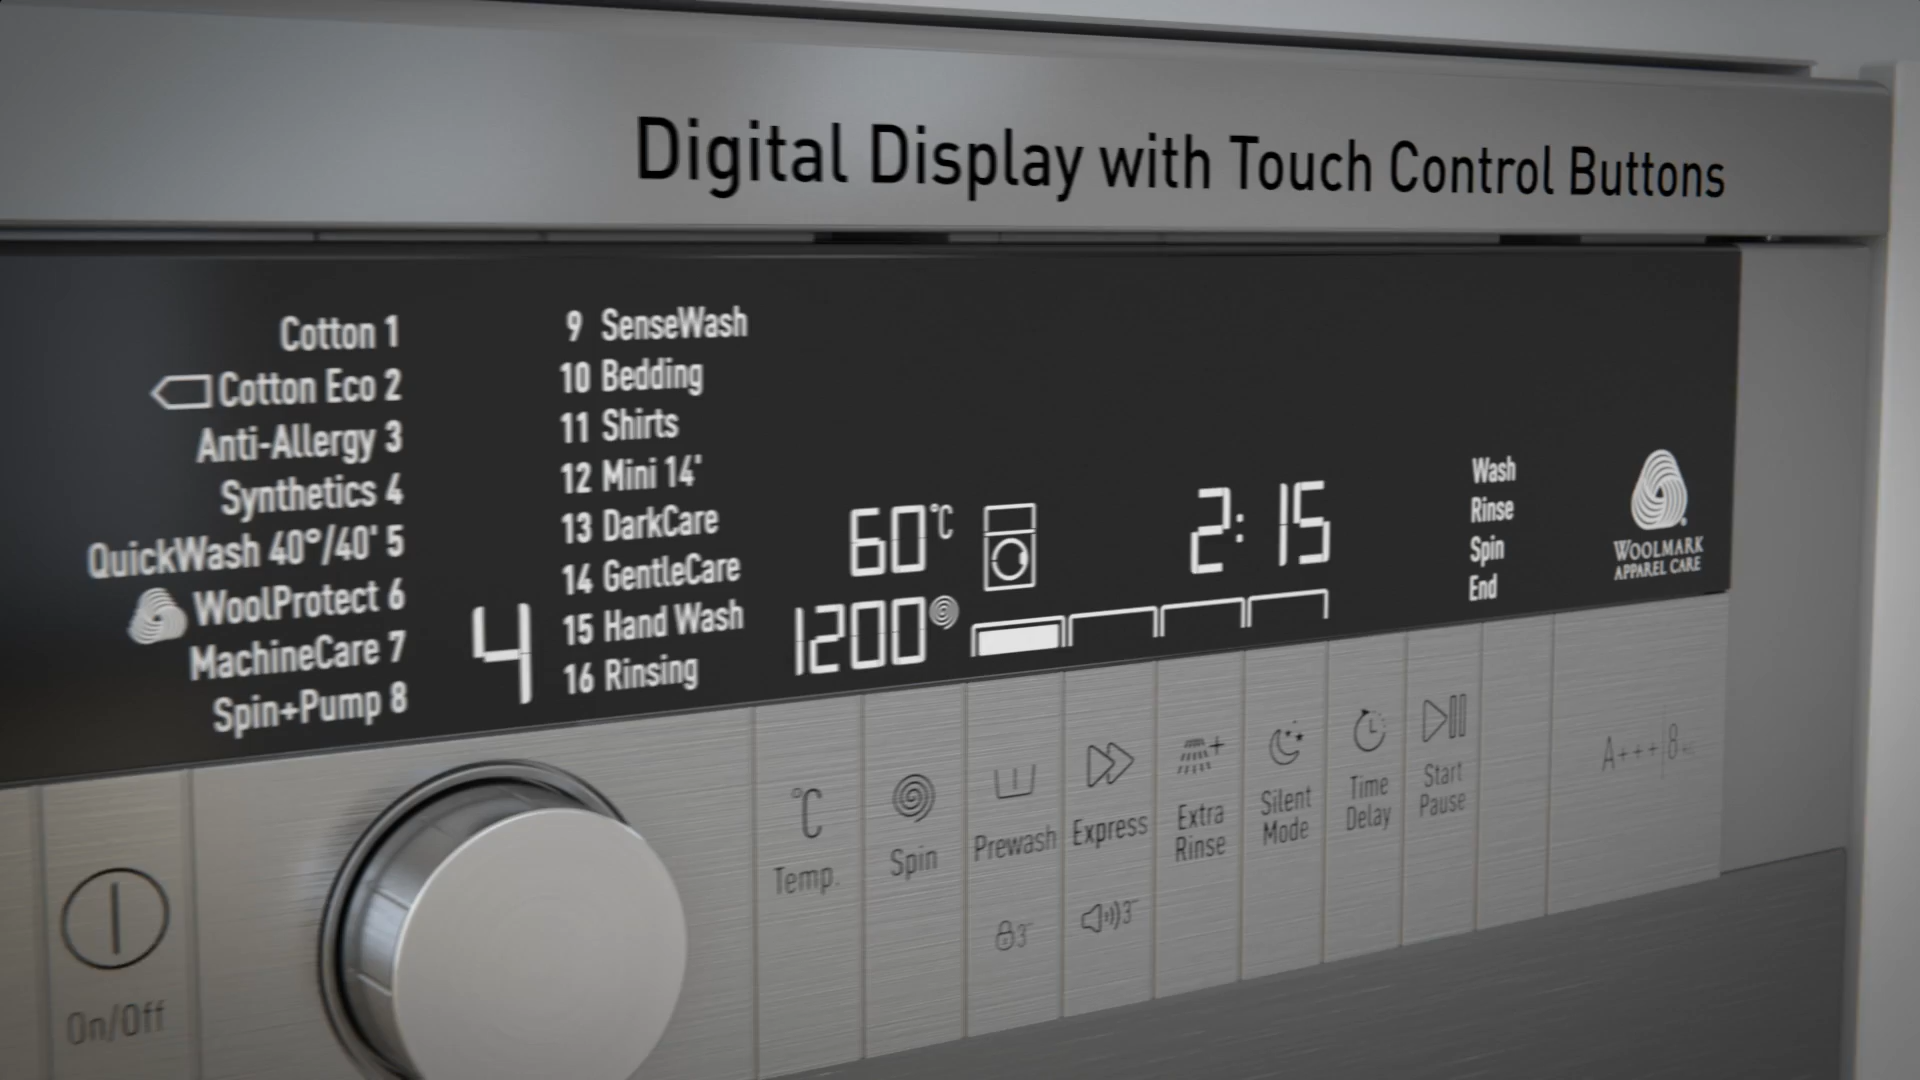 Digital Display with Touch Control Buttons
Cotton 1
Cotton Eco 2
Anti-Allergy 3
Synthetics 4
QuickWash 40°/40' 5
WoolProtect 6
MachineCare 7
Spin+Pump 8
4
9 SenseWash
10 Bedding
11 Shirts
12 Mini 14'
13 DarkCare
14 GentleCare
15 Hand Wash
16 Rinsing
60°C
1200
2:15
Wash
Rinse
Spin
End
WOOLMARK
APPAREL CARE
On/Off
°C
Temp.
Spin
Prewash
3"
Express
3"
Extra
Rinse
Silent
Mode
Time
Delay
Start
Pause
A+++ 8